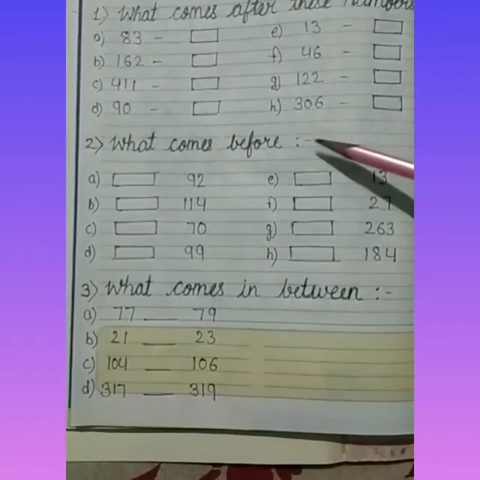 1) What comes after these numbers
a) 83 - e) 13 -
b) 162 - f) 46 -
c) 411 - g) 122 -
d) 90 - h) 306 -
2) What comes before :-
a) 92 e) 13
b) 114 f) 27
c) 70 g) 263
d) 99 h) 184
3) What comes in between :-
a) 77 ___ 79
b) 21 ___ 23
c) 104 ___ 106
d) 317 ___ 319